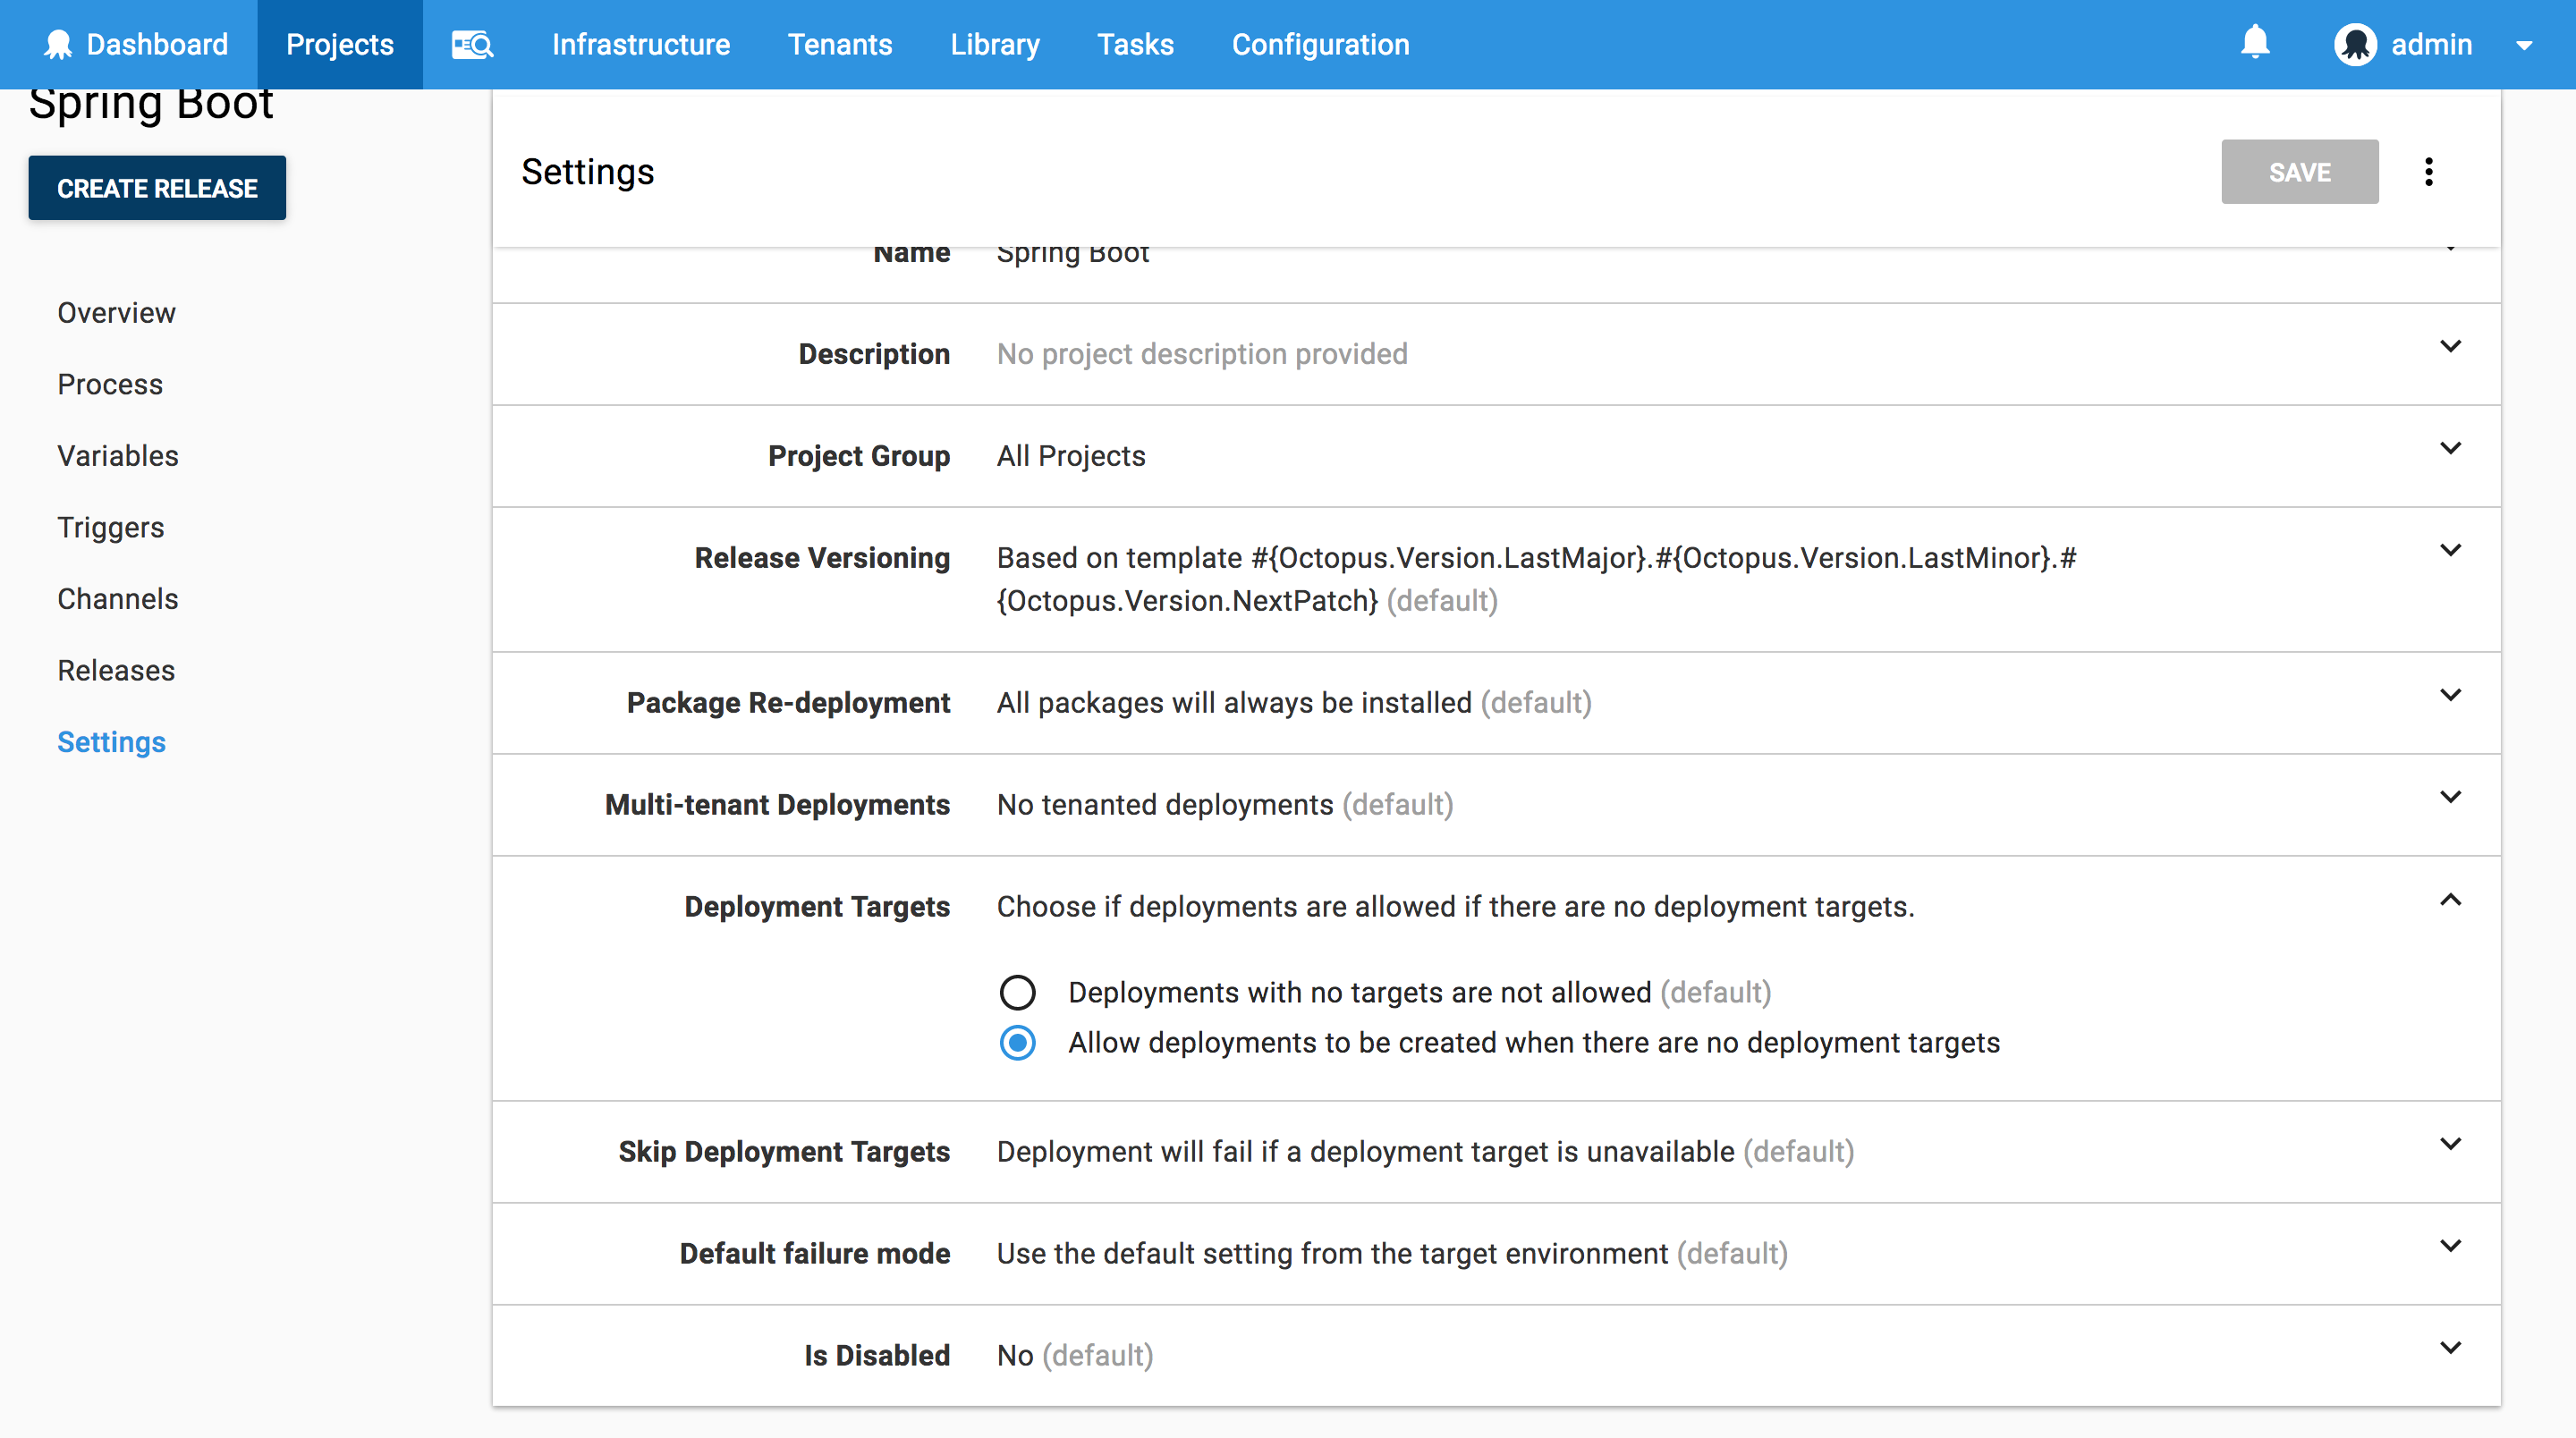 Dashboard
Projects
Infrastructure
Tenants
Library
Tasks
Configuration
admin
Spring Boot
CREATE RELEASE
Overview
Process
Variables
Triggers
Channels
Releases
Settings
Settings
SAVE
Name Spring Boot
Description No project description provided
Project Group All Projects
Release Versioning Based on template #{Octopus.Version.LastMajor}.#{Octopus.Version.LastMinor}.#
{Octopus.Version.NextPatch} (default)
Package Re-deployment All packages will always be installed (default)
Multi-tenant Deployments No tenanted deployments (default)
Deployment Targets Choose if deployments are allowed if there are no deployment targets.
Deployments with no targets are not allowed (default)
Allow deployments to be created when there are no deployment targets
Skip Deployment Targets Deployment will fail if a deployment target is unavailable (default)
Default failure mode Use the default setting from the target environment (default)
Is Disabled No (default)